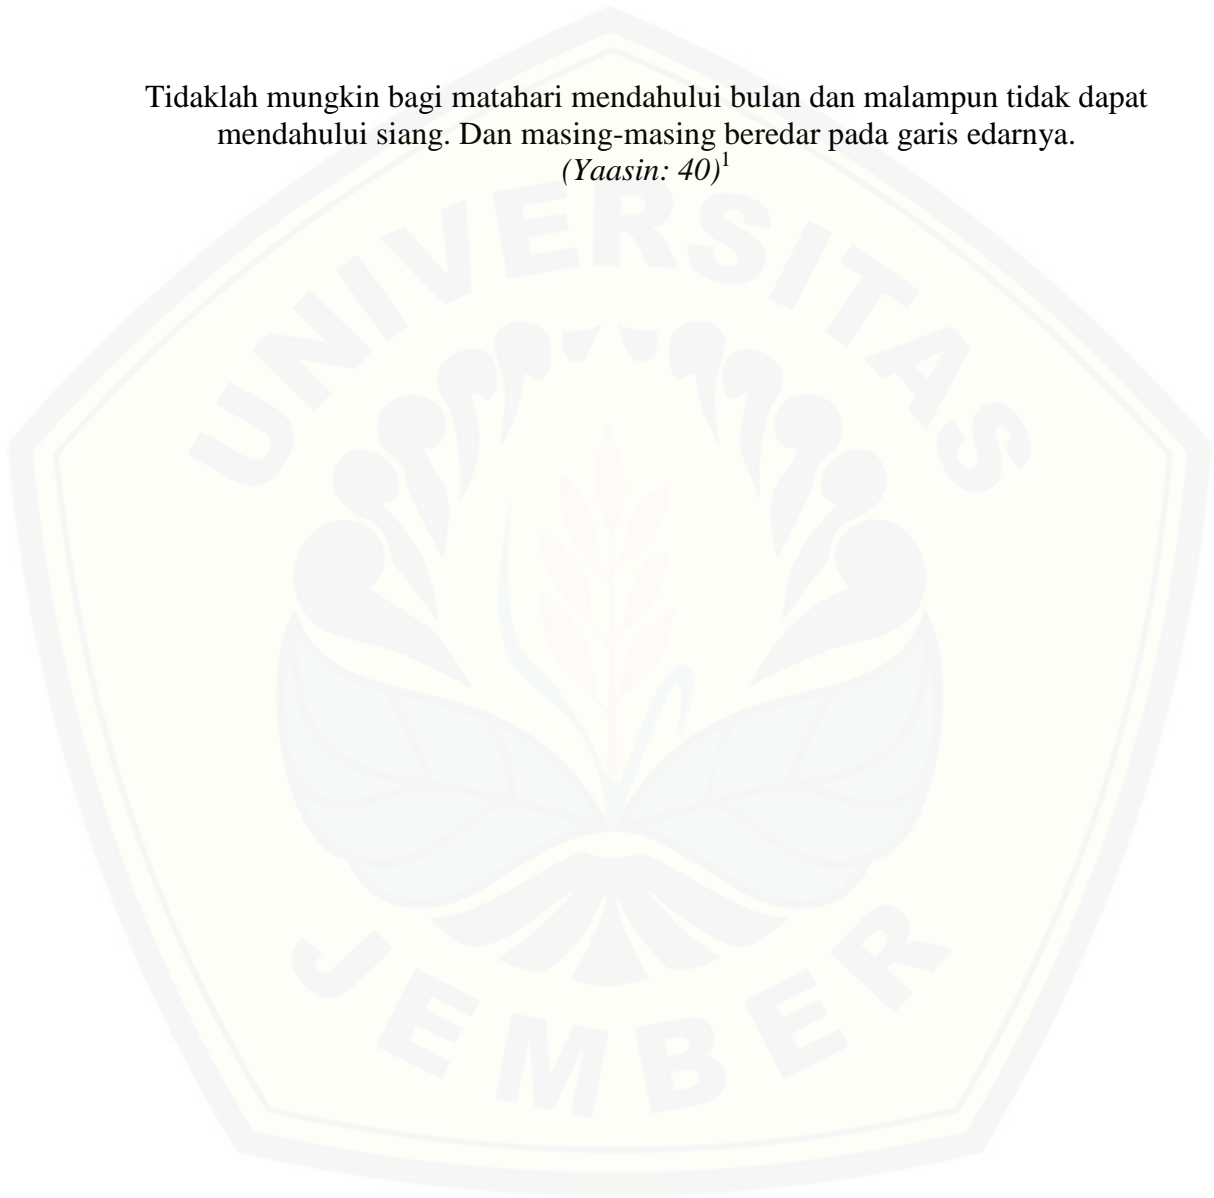 Tidaklah mungkin bagi matahari mendahului bulan dan malampun tidak dapat
mendahului siang. Dan masing-masing beredar pada garis edarnya.
(Yaasin: 40)¹
UNIVERSITAS
JEMBER